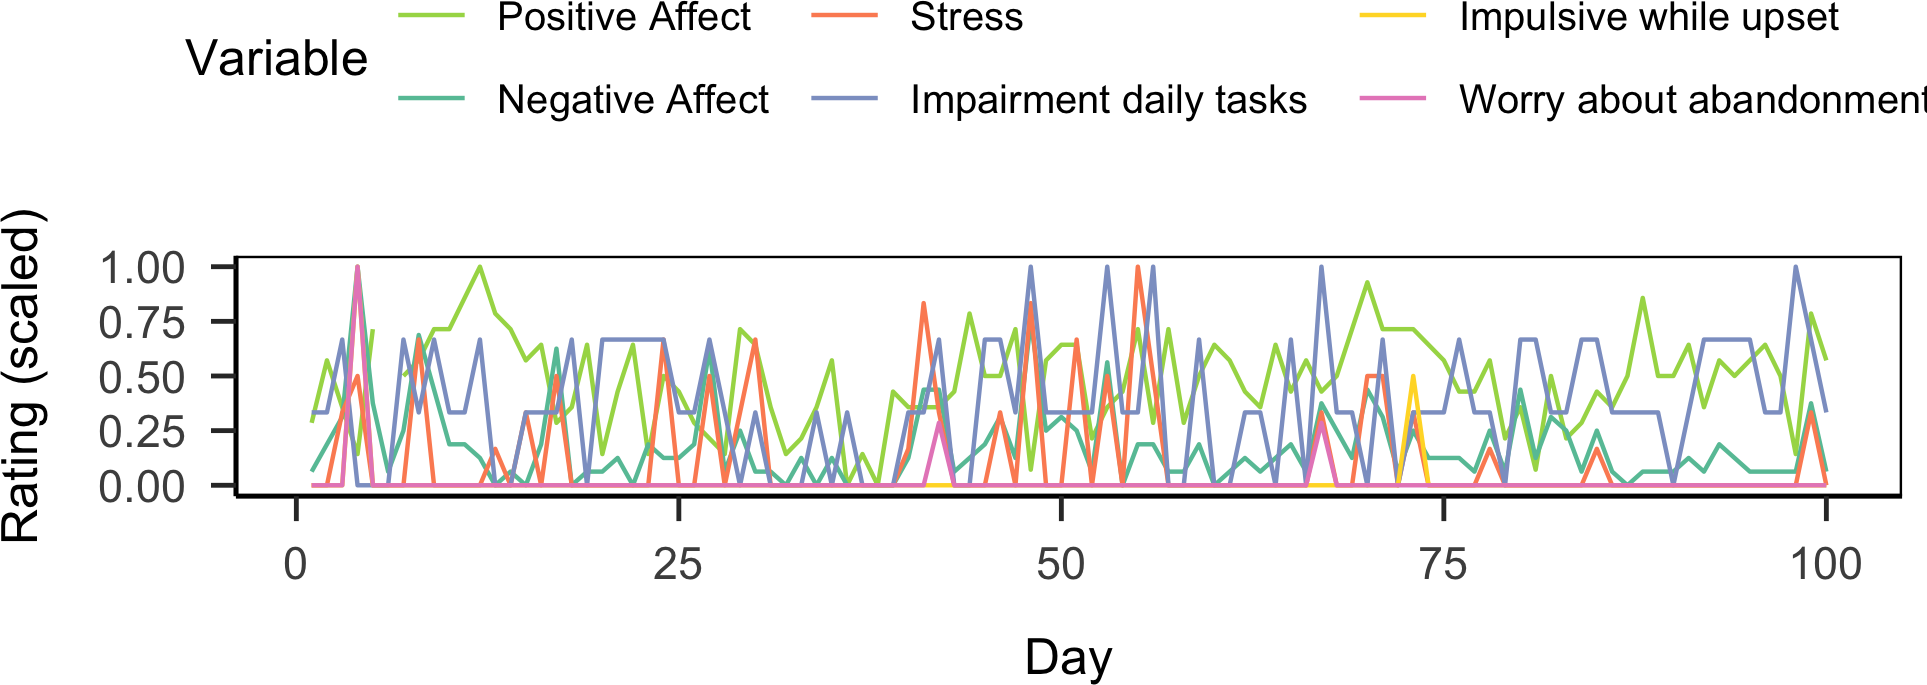 Variable
Positive Affect
Stress
Impulsive while upset
Negative Affect
Impairment daily tasks
Worry about abandonment
Rating (scaled)
1.00
0.75
0.50
0.25
0.00
0
25
50
75
100
Day